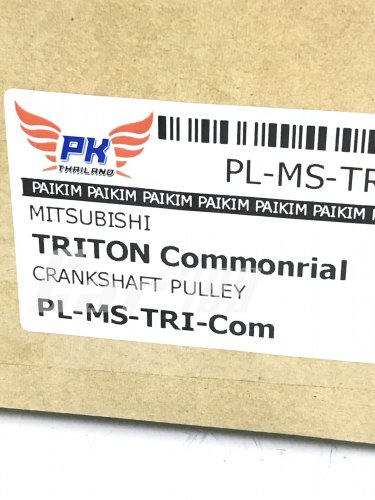 PK
THAILAND
PL-MS-TR
PAIKIM PAIKIM PAIKIM PAIKIM PAIKIM PAIKIM PAIKIM
MITSUBISHI
TRITON Commonrial
CRANKSHAFT PULLEY
PL-MS-TRI-Com